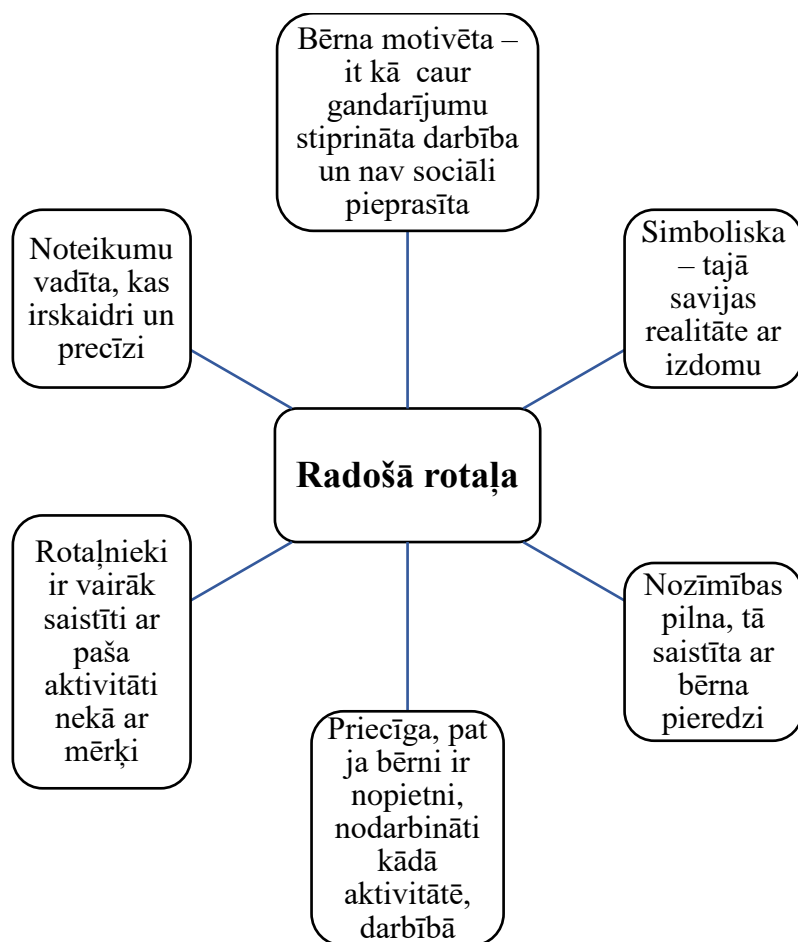 Bērna motivēta –
it kā  caur
gandarījumu
stiprināta darbība
un nav sociāli
pieprasīta
Simboliska
– tajā
savijas
realitāte ar
izdomu
Nozīmības
pilna, tā
saistīta ar
bērna
pieredzi
Priecīga, pat
ja bērni ir
nopietni,
nodarbināti
kādā
aktivitātē,
darbībā
Rotaļnieki
ir vairāk
saistīti ar
paša
aktivitāti
nekā ar
mērķi
Noteikumu
vadīta, kas
irskaidri un
precīzi
Radošā rotaļa